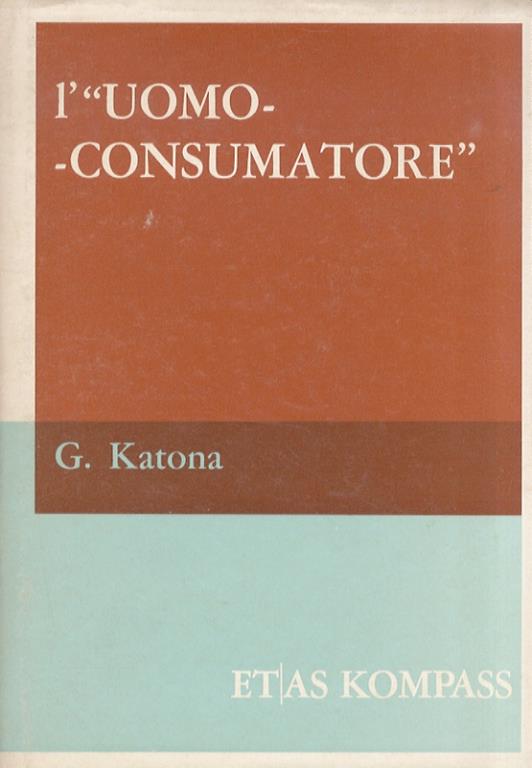 l’“UOMO-
-CONSUMATORE”
G. Katona
ET|AS KOMPASS